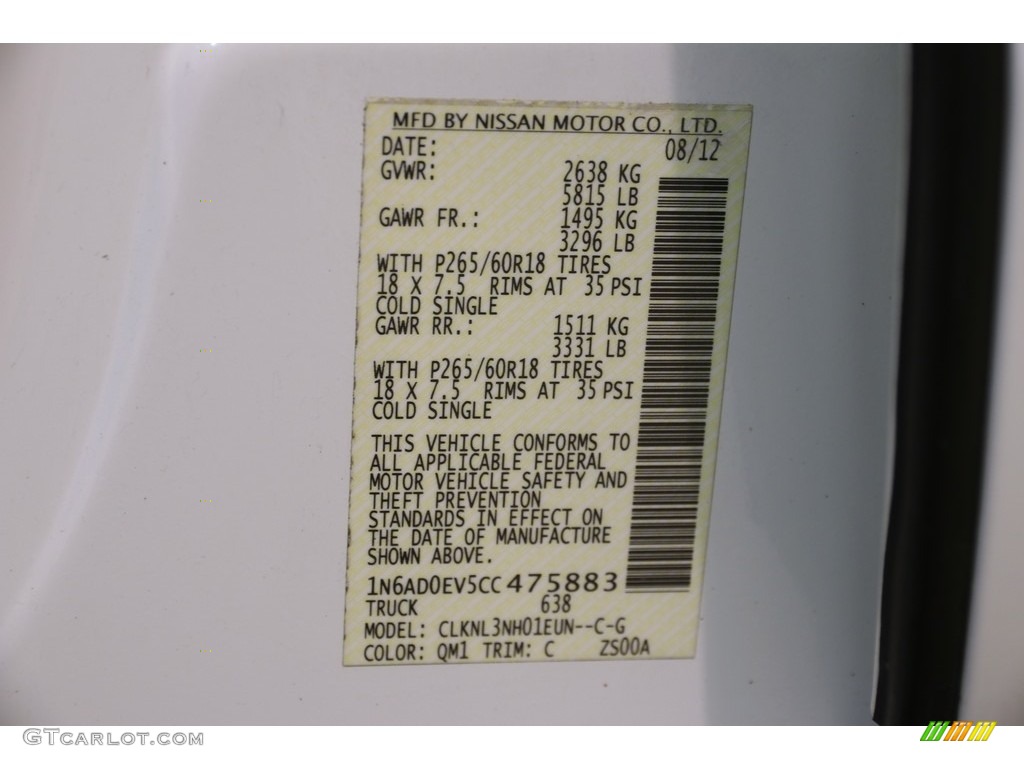 MFD BY NISSAN MOTOR CO., LTD.
DATE: 08/12
GVWR: 2638 KG
5815 LB
GAWR FR.: 1495 KG
3296 LB
WITH P265/60R18 TIRES
18 X 7.5 RIMS AT 35 PSI
COLD SINGLE
GAWR RR.: 1511 KG
3331 LB
WITH P265/60R18 TIRES
18 X 7.5 RIMS AT 35 PSI
COLD SINGLE
THIS VEHICLE CONFORMS TO
ALL APPLICABLE FEDERAL
MOTOR VEHICLE SAFETY AND
THEFT PREVENTION
STANDARDS IN EFFECT ON
THE DATE OF MANUFACTURE
SHOWN ABOVE.
1N6AD0EV5CC475883
TRUCK 638
MODEL: CLKNL3NH01EUN--C-G
COLOR: QM1 TRIM: C ZS00A
GTCarLot.com